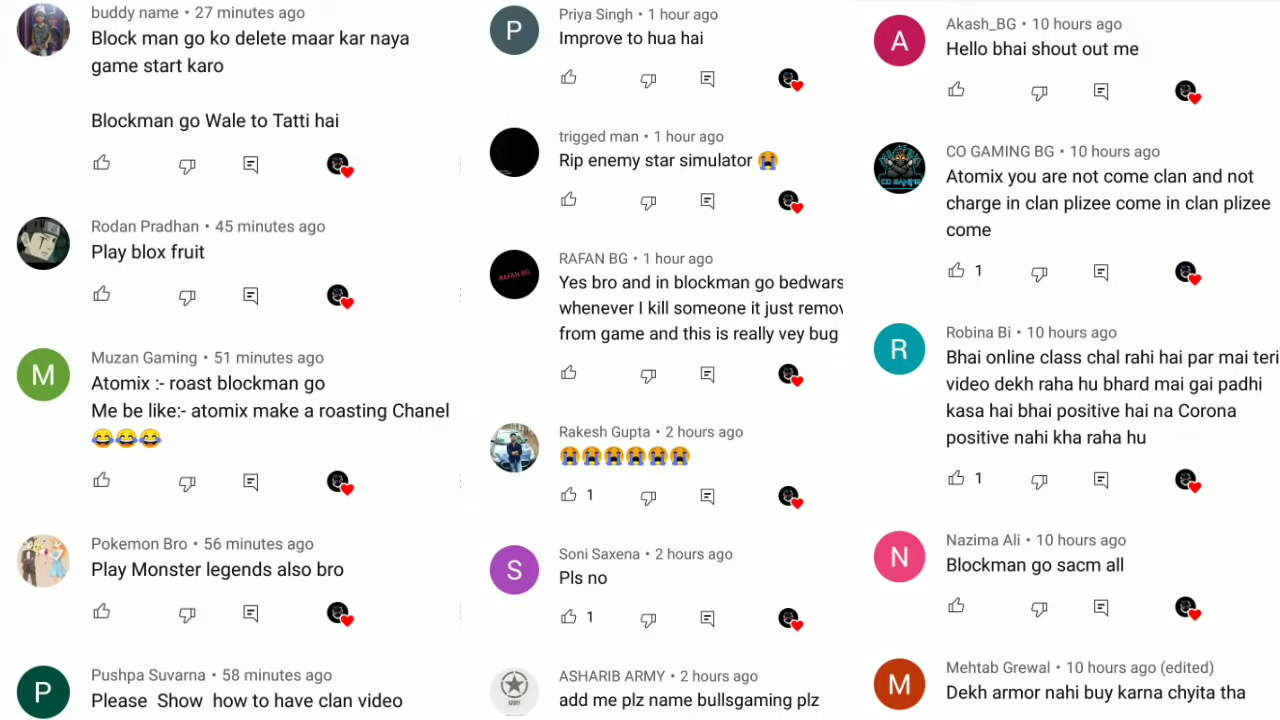 buddy name • 27 minutes ago
Block man go ko delete maar kar naya
game start karo
Blockman go Wale to Tatti hai
Rodan Pradhan • 45 minutes ago
Play blox fruit
M
Muzan Gaming • 51 minutes ago
Atomix :- roast blockman go
Me be like:- atomix make a roasting Chanel
😂😂😂
Pokemon Bro • 56 minutes ago
Play Monster legends also bro
P
Pushpa Suvarna • 58 minutes ago
Please Show how to have clan video
P
Priya Singh • 1 hour ago
Improve to hua hai
trigged man • 1 hour ago
Rip enemy star simulator 😭
RAFAN BG
RAFAN BG • 1 hour ago
Yes bro and in blockman go bedwars
whenever I kill someone it just remov
from game and this is really vey bug
Rakesh Gupta • 2 hours ago
😭😭😭😭😭😭
1
S
Soni Saxena • 2 hours ago
Pls no
1
ARMY
ASHARIB ARMY • 2 hours ago
add me plz name bullsgaming plz
A
Akash_BG • 10 hours ago
Hello bhai shout out me
CO GAMING
CO GAMING BG • 10 hours ago
Atomix you are not come clan and not
charge in clan plizee come in clan plizee
come
1
R
Robina Bi • 10 hours ago
Bhai online class chal rahi hai par mai teri
video dekh raha hu bhard mai gai padhi
kasa hai bhai positive hai na Corona
positive nahi kha raha hu
1
N
Nazima Ali • 10 hours ago
Blockman go sacm all
M
Mehtab Grewal • 10 hours ago (edited)
Dekh armor nahi buy karna chyita tha